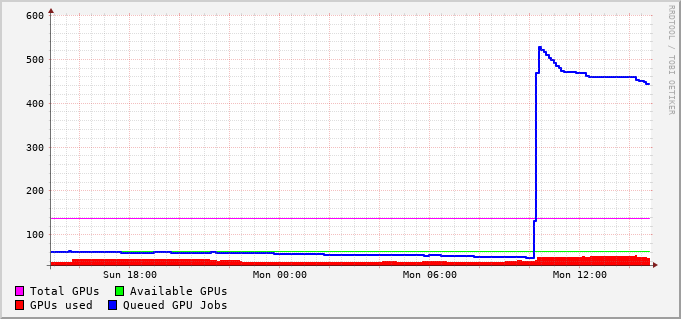 600
500
400
300
200
100
Sun 18:00 Mon 00:00 Mon 06:00 Mon 12:00
Total GPUs Available GPUs
GPUs used Queued GPU Jobs
RRDTOOL / TOBI OETIKER